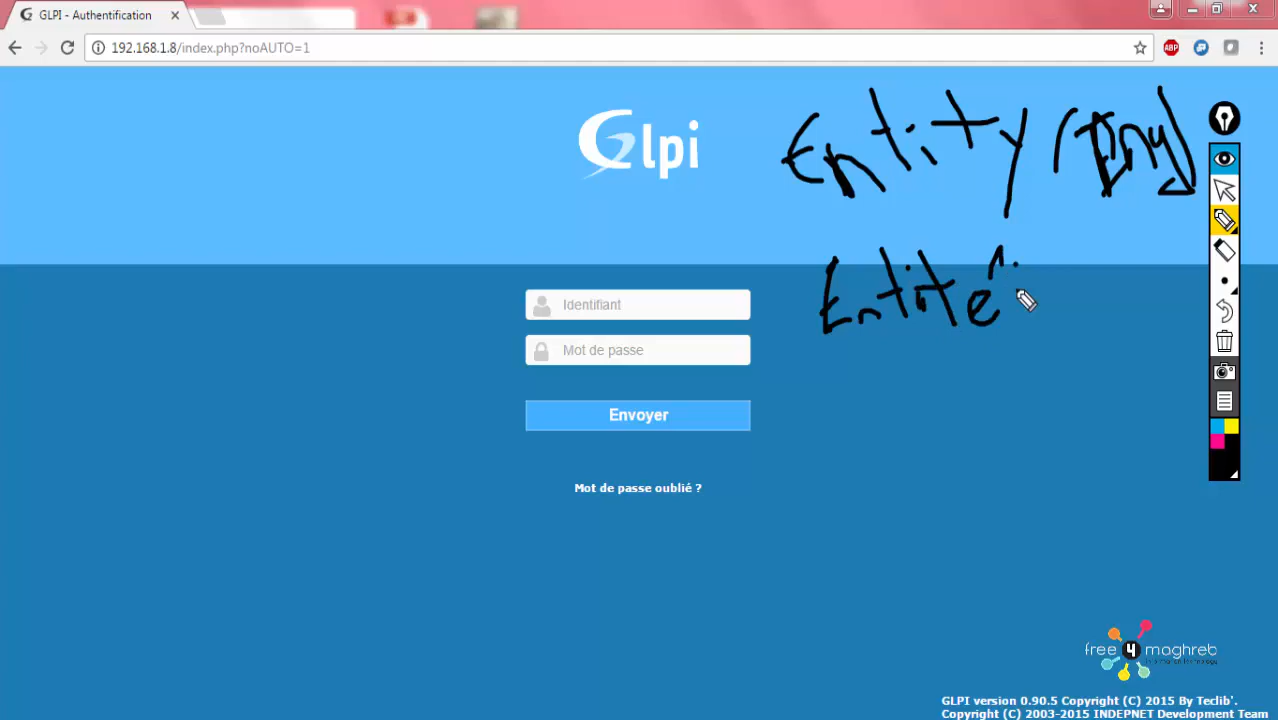 GLPI - Authentification
192.168.1.8/index.php?noAUTO=1
ABP
Glpi
Entity (Eng)
Entité
Identifiant
Mot de passe
Envoyer
Mot de passe oublié ?
free 4 maghreb
GLPI version 0.90.5 Copyright (C) 2015 By Teclib'.
Copyright (C) 2003-2015 INDEPNET Development Team